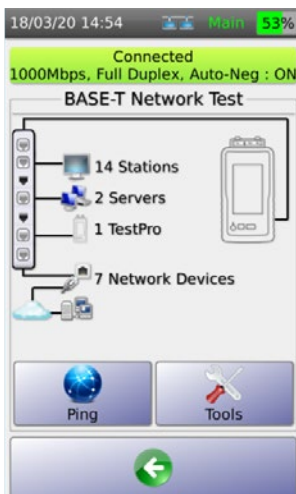 18/03/20 14:54 Main 53%
Connected
1000Mbps, Full Duplex, Auto-Neg : ON
BASE-T Network Test
14 Stations
2 Servers
1 TestPro
7 Network Devices
Ping Tools